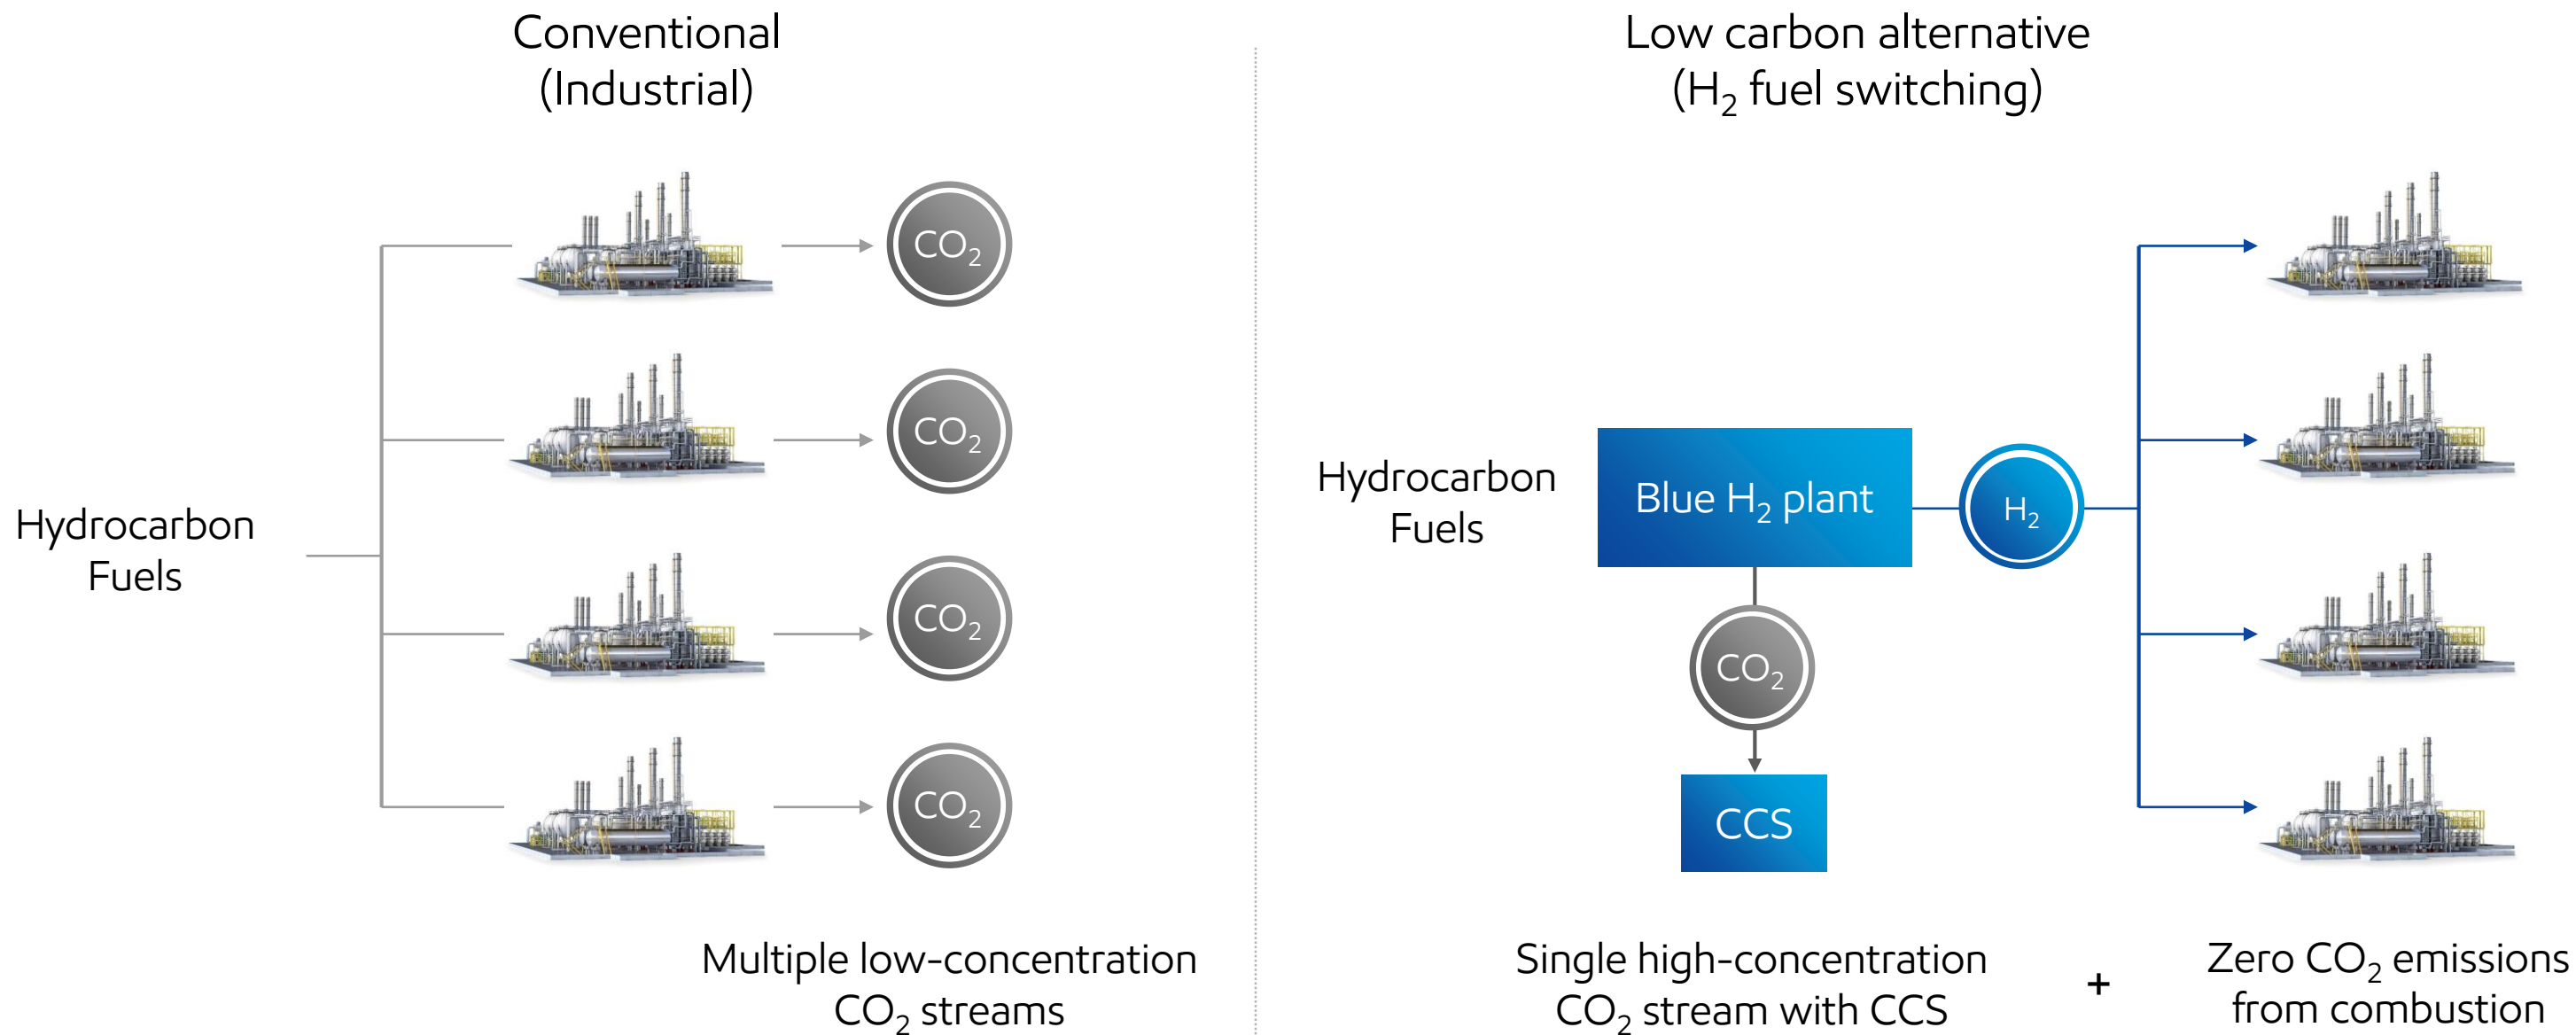 Conventional
(Industrial)
Hydrocarbon
Fuels
CO₂
CO₂
CO₂
CO₂
Multiple low-concentration
CO₂ streams
Low carbon alternative
(H₂ fuel switching)
Hydrocarbon
Fuels
Blue H₂ plant
H₂
CO₂
CCS
Single high-concentration
CO₂ stream with CCS
+
Zero CO₂ emissions
from combustion